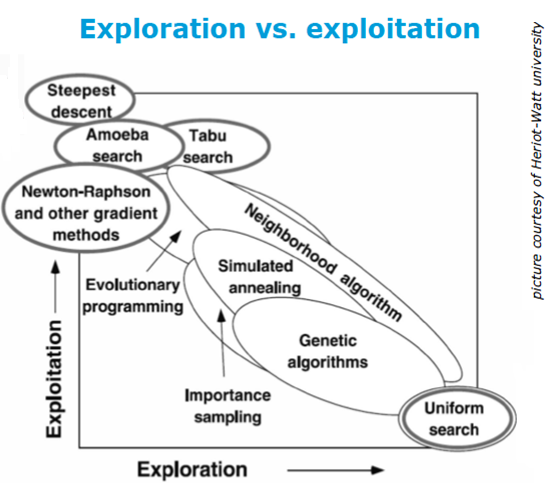 Exploration vs. exploitation
picture courtesy of Heriot-Watt university
Steepest
descent
Amoeba
search
Tabu
search
Newton-Raphson
and other gradient
methods
Neighborhood algorithm
Evolutionary
programming
Simulated
annealing
Genetic
algorithms
Importance
sampling
Uniform
search
Exploitation
Exploration